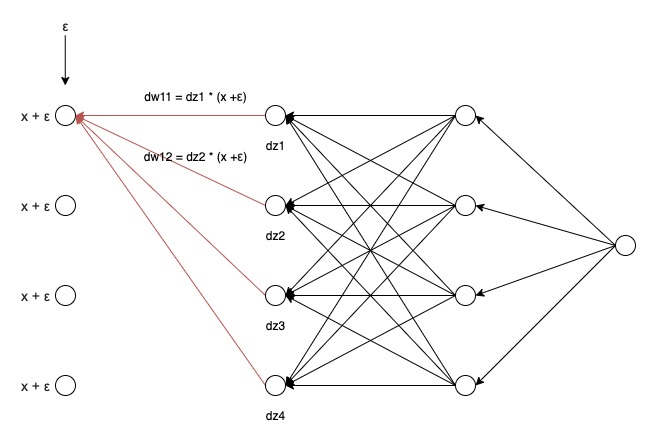 ε
dw11 = dz1 * (x +ε)
x + ε
dz1
dw12 = dz2 * (x +ε)
x + ε
dz2
x + ε
dz3
x + ε
dz4